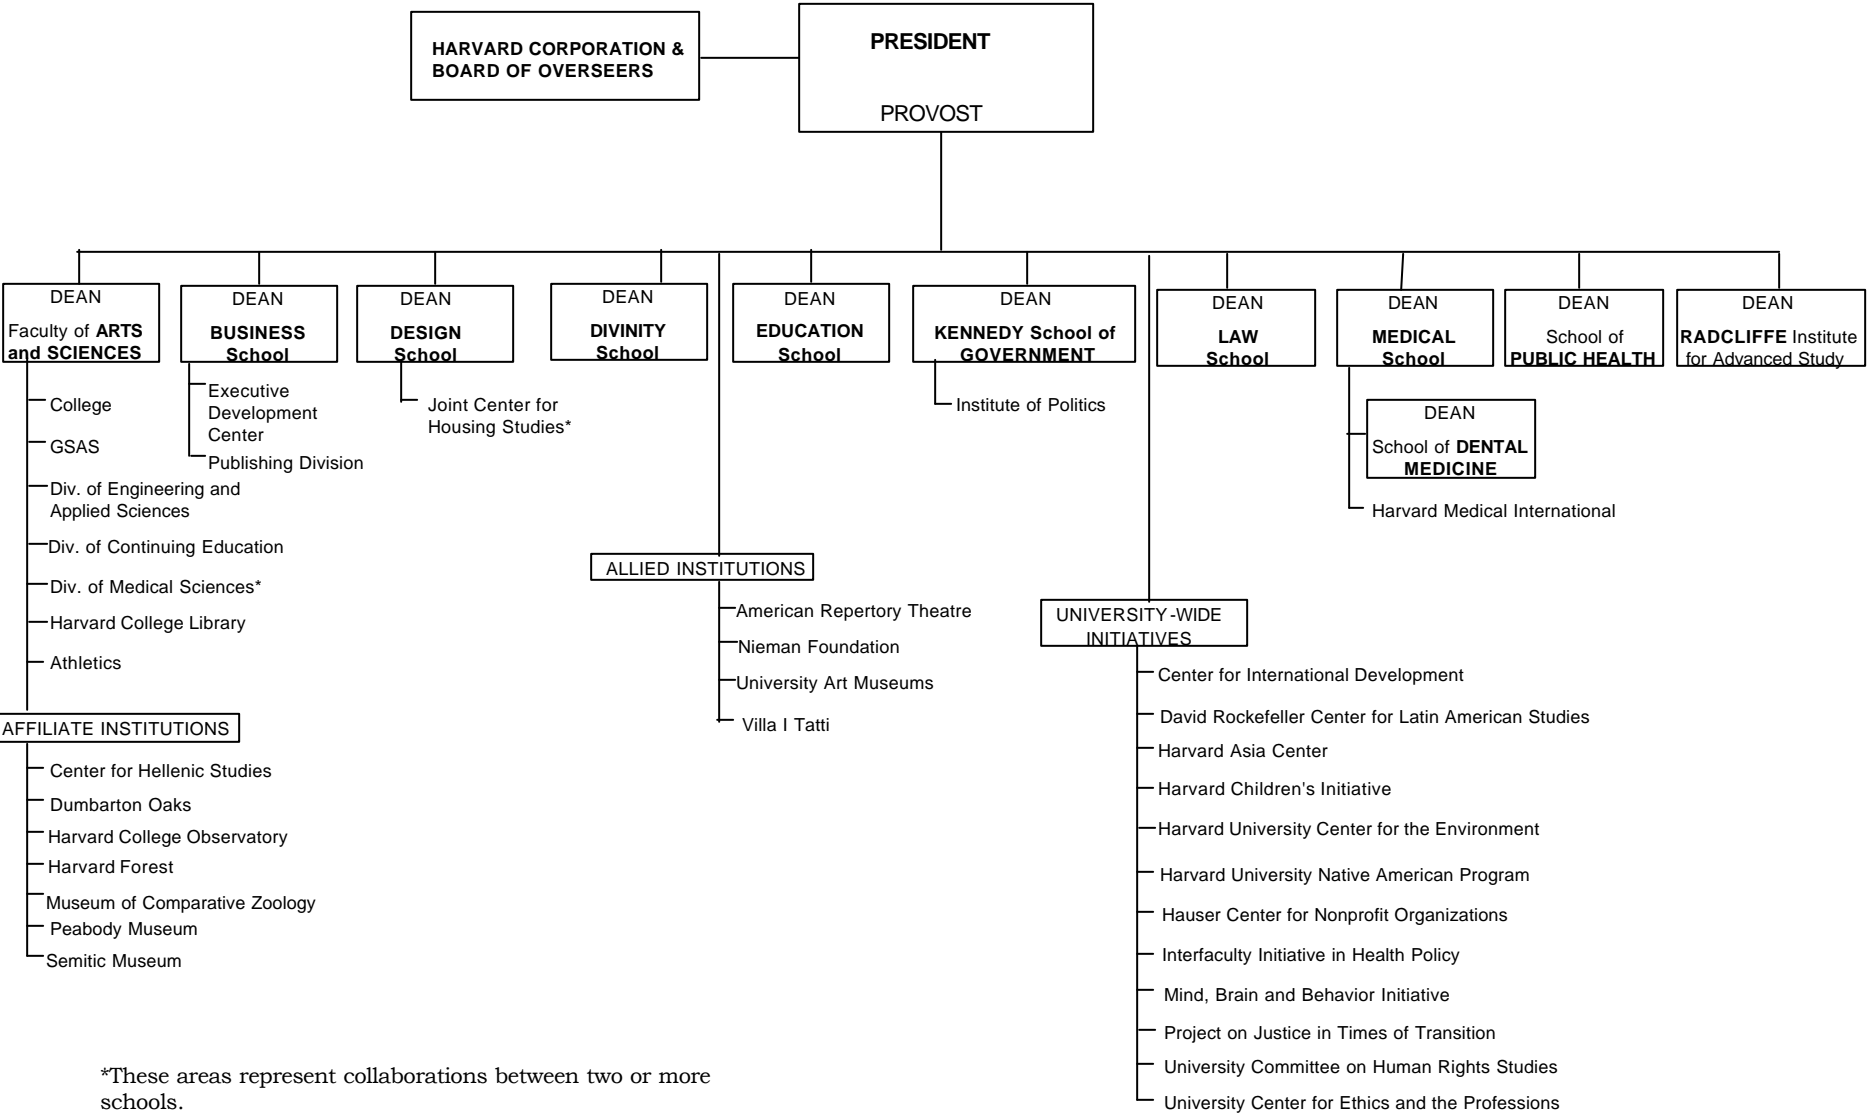 HARVARD CORPORATION &
BOARD OF OVERSEERS
PRESIDENT
PROVOST
DEAN
Faculty of ARTS
and SCIENCES
College
GSAS
Div. of Engineering and
Applied Sciences
Div. of Continuing Education
Div. of Medical Sciences*
Harvard College Library
Athletics
AFFILIATE INSTITUTIONS
Center for Hellenic Studies
Dumbarton Oaks
Harvard College Observatory
Harvard Forest
Museum of Comparative Zoology
Peabody Museum
Semitic Museum
DEAN
BUSINESS
School
Executive
Development
Center
Publishing Division
DEAN
DESIGN
School
Joint Center for
Housing Studies*
DEAN
DIVINITY
School
ALLIED INSTITUTIONS
American Repertory Theatre
Nieman Foundation
University Art Museums
Villa I Tatti
DEAN
EDUCATION
School
DEAN
KENNEDY School of
GOVERNMENT
Institute of Politics
UNIVERSITY-WIDE
INITIATIVES
Center for International Development
David Rockefeller Center for Latin American Studies
Harvard Asia Center
Harvard Children's Initiative
Harvard University Center for the Environment
Harvard University Native American Program
Hauser Center for Nonprofit Organizations
Interfaculty Initiative in Health Policy
Mind, Brain and Behavior Initiative
Project on Justice in Times of Transition
University Committee on Human Rights Studies
University Center for Ethics and the Professions
DEAN
LAW
School
DEAN
MEDICAL
School
DEAN
School of DENTAL
MEDICINE
Harvard Medical International
DEAN
School of
PUBLIC HEALTH
DEAN
RADCLIFFE Institute
for Advanced Study
*These areas represent collaborations between two or more
schools.